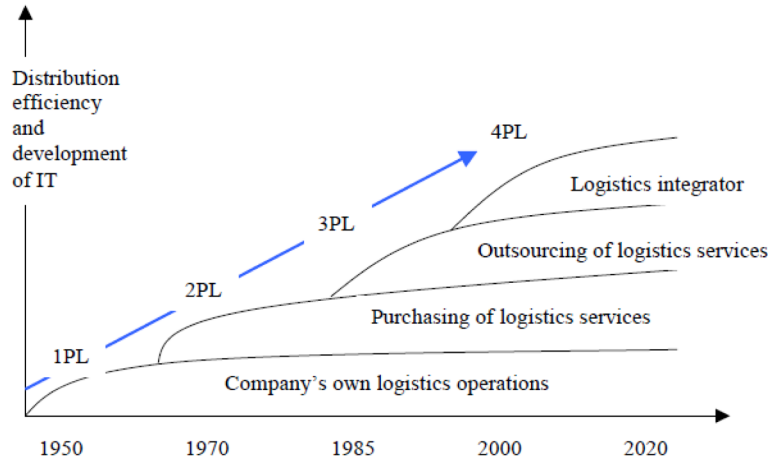 Distribution
efficiency
and
development
of IT
4PL
Logistics integrator
3PL
Outsourcing of logistics services
2PL
Purchasing of logistics services
1PL
Company's own logistics operations
1950 1970 1985 2000 2020